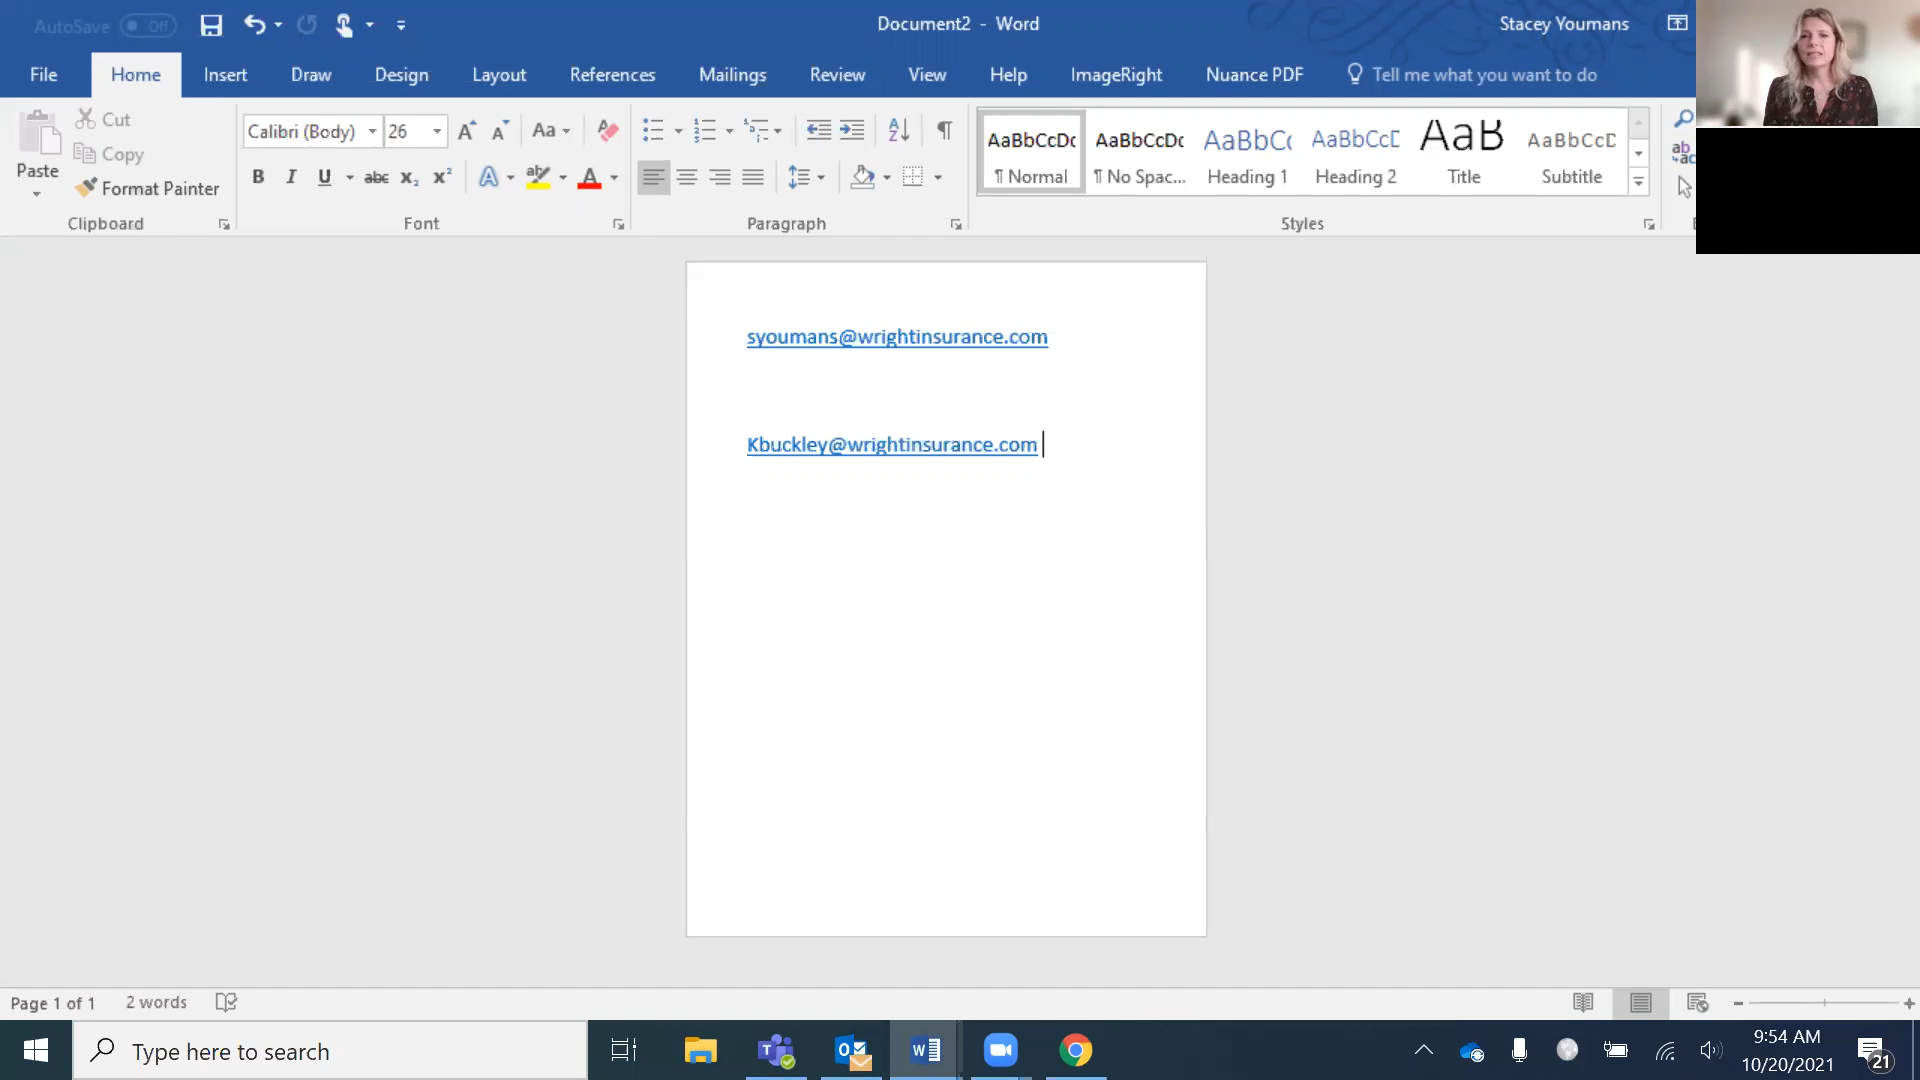 AutoSave Off
Document2 - Word
Stacey Youmans
File Home Insert Draw Design Layout References Mailings Review View Help ImageRight Nuance PDF Tell me what you want to do
Paste
Cut
Copy
Format Painter
Clipboard
Calibri (Body) 26
Font
Paragraph
AaBbCcDc AaBbCcDc AaBbCc AaBbCcD AaB AaBbCcD
¶ Normal ¶ No Spac... Heading 1 Heading 2 Title Subtitle
Styles
syoumans@wrightinsurance.com
Kbuckley@wrightinsurance.com
Page 1 of 1 2 words
Type here to search
9:54 AM
10/20/2021
21